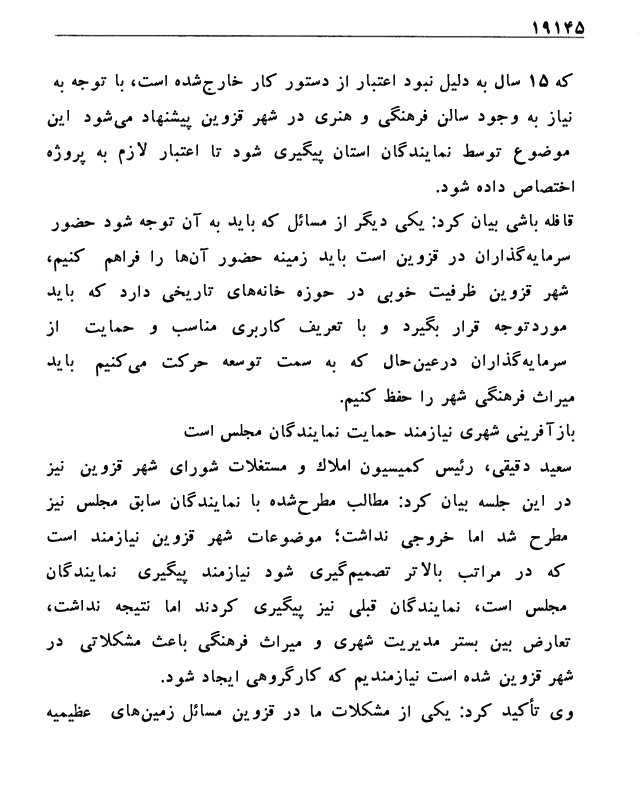 ۱۹۱۴۵
که ۱۵ سال به دلیل نبود اعتبار از دستور کار خارج‌شده است، با توجه به
نیاز به وجود سالن فرهنگی و هنری در شهر قزوین پیشنهاد می‌شود این
موضوع توسط نمایندگان استان پیگیری شود تا اعتبار لازم به پروژه
اختصاص داده شود.
قافله باشی بیان کرد: یکی دیگر از مسائل که باید به آن توجه شود حضور
سرمایه‌گذاران در قزوین است باید زمینه حضور آن‌ها را فراهم کنیم،
شهر قزوین ظرفیت خوبی در حوزه خانه‌های تاریخی دارد که باید
موردتوجه قرار بگیرد و با تعریف کاربری مناسب و حمایت از
سرمایه‌گذاران درعین‌حال که به سمت توسعه حرکت می‌کنیم باید
میراث فرهنگی شهر را حفظ کنیم.
بازآفرینی شهری نیازمند حمایت نمایندگان مجلس است
سعید دقیقی، رئیس کمیسیون املاك و مستغلات شورای شهر قزوین نیز
در این جلسه بیان کرد: مطالب مطرح‌شده با نمایندگان سابق مجلس نیز
مطرح شد اما خروجی نداشت؛ موضوعات شهر قزوین نیازمند است
که در مراتب بالاتر تصمیم‌گیری شود نیازمند پیگیری نمایندگان
مجلس است، نمایندگان قبلی نیز پیگیری کردند اما نتیجه نداشت،
تعارض بین بستر مدیریت شهری و میراث فرهنگی باعث مشکلاتی در
شهر قزوین شده است نیازمندیم که کارگروهی ایجاد شود.
وی تأکید کرد: یکی از مشکلات ما در قزوین مسائل زمین‌های عظیمیه